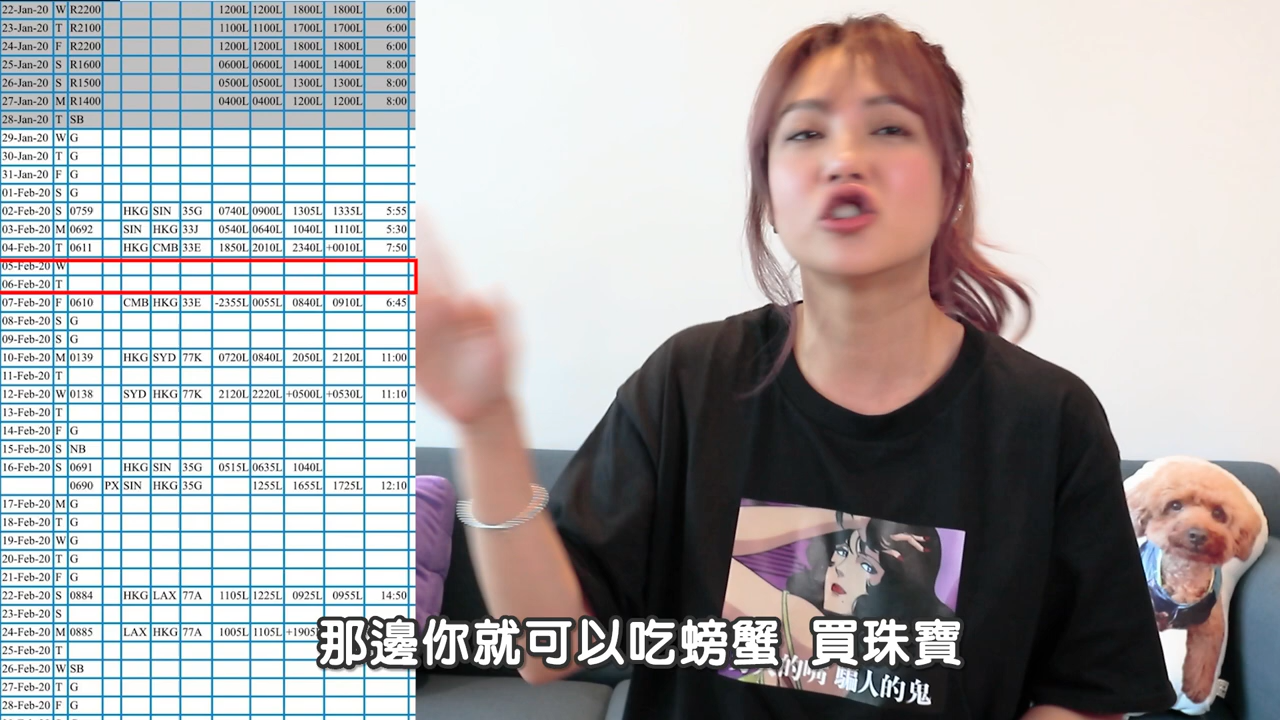 22-Jan-20 W R2200 1200L 1200L 1800L 1800L 6:00
23-Jan-20 T R2100 1100L 1100L 1700L 1700L 6:00
24-Jan-20 F R2200 1200L 1200L 1800L 1800L 6:00
25-Jan-20 S R1600 0600L 0600L 1400L 1400L 8:00
26-Jan-20 S R1500 0500L 0500L 1300L 1300L 8:00
27-Jan-20 M R1400 0400L 0400L 1200L 1200L 8:00
28-Jan-20 T SB
29-Jan-20 W G
30-Jan-20 T G
31-Jan-20 F G
01-Feb-20 S G
02-Feb-20 S 0759 HKG SIN 35G 0740L 0900L 1305L 1335L 5:55
03-Feb-20 M 0692 SIN HKG 33J 0540L 0640L 1040L 1110L 5:30
04-Feb-20 T 0611 HKG CMB 33E 1850L 2010L 2340L +0010L 7:50
05-Feb-20 W
06-Feb-20 T
07-Feb-20 F 0610 CMB HKG 33E -2355L 0055L 0840L 0910L 6:45
08-Feb-20 S G
09-Feb-20 S G
10-Feb-20 M 0139 HKG SYD 77K 0720L 0840L 2050L 2120L 11:00
11-Feb-20 T
12-Feb-20 W 0138 SYD HKG 77K 2120L 2220L +0500L +0530L 11:10
13-Feb-20 T
14-Feb-20 F G
15-Feb-20 S NB
16-Feb-20 S 0691 HKG SIN 35G 0515L 0635L 1040L
0690 PX SIN HKG 35G 1255L 1655L 1725L 12:10
17-Feb-20 M G
18-Feb-20 T G
19-Feb-20 W G
20-Feb-20 T G
21-Feb-20 F G
22-Feb-20 S 0884 HKG LAX 77A 1105L 1225L 0925L 0955L 14:50
23-Feb-20 S
24-Feb-20 M 0885 LAX HKG 77A 1005L 1105L
25-Feb-20 T
26-Feb-20 W SB
27-Feb-20 T G
28-Feb-20 F G
那邊你就可以吃螃蟹 買珠寶
騙人的鬼